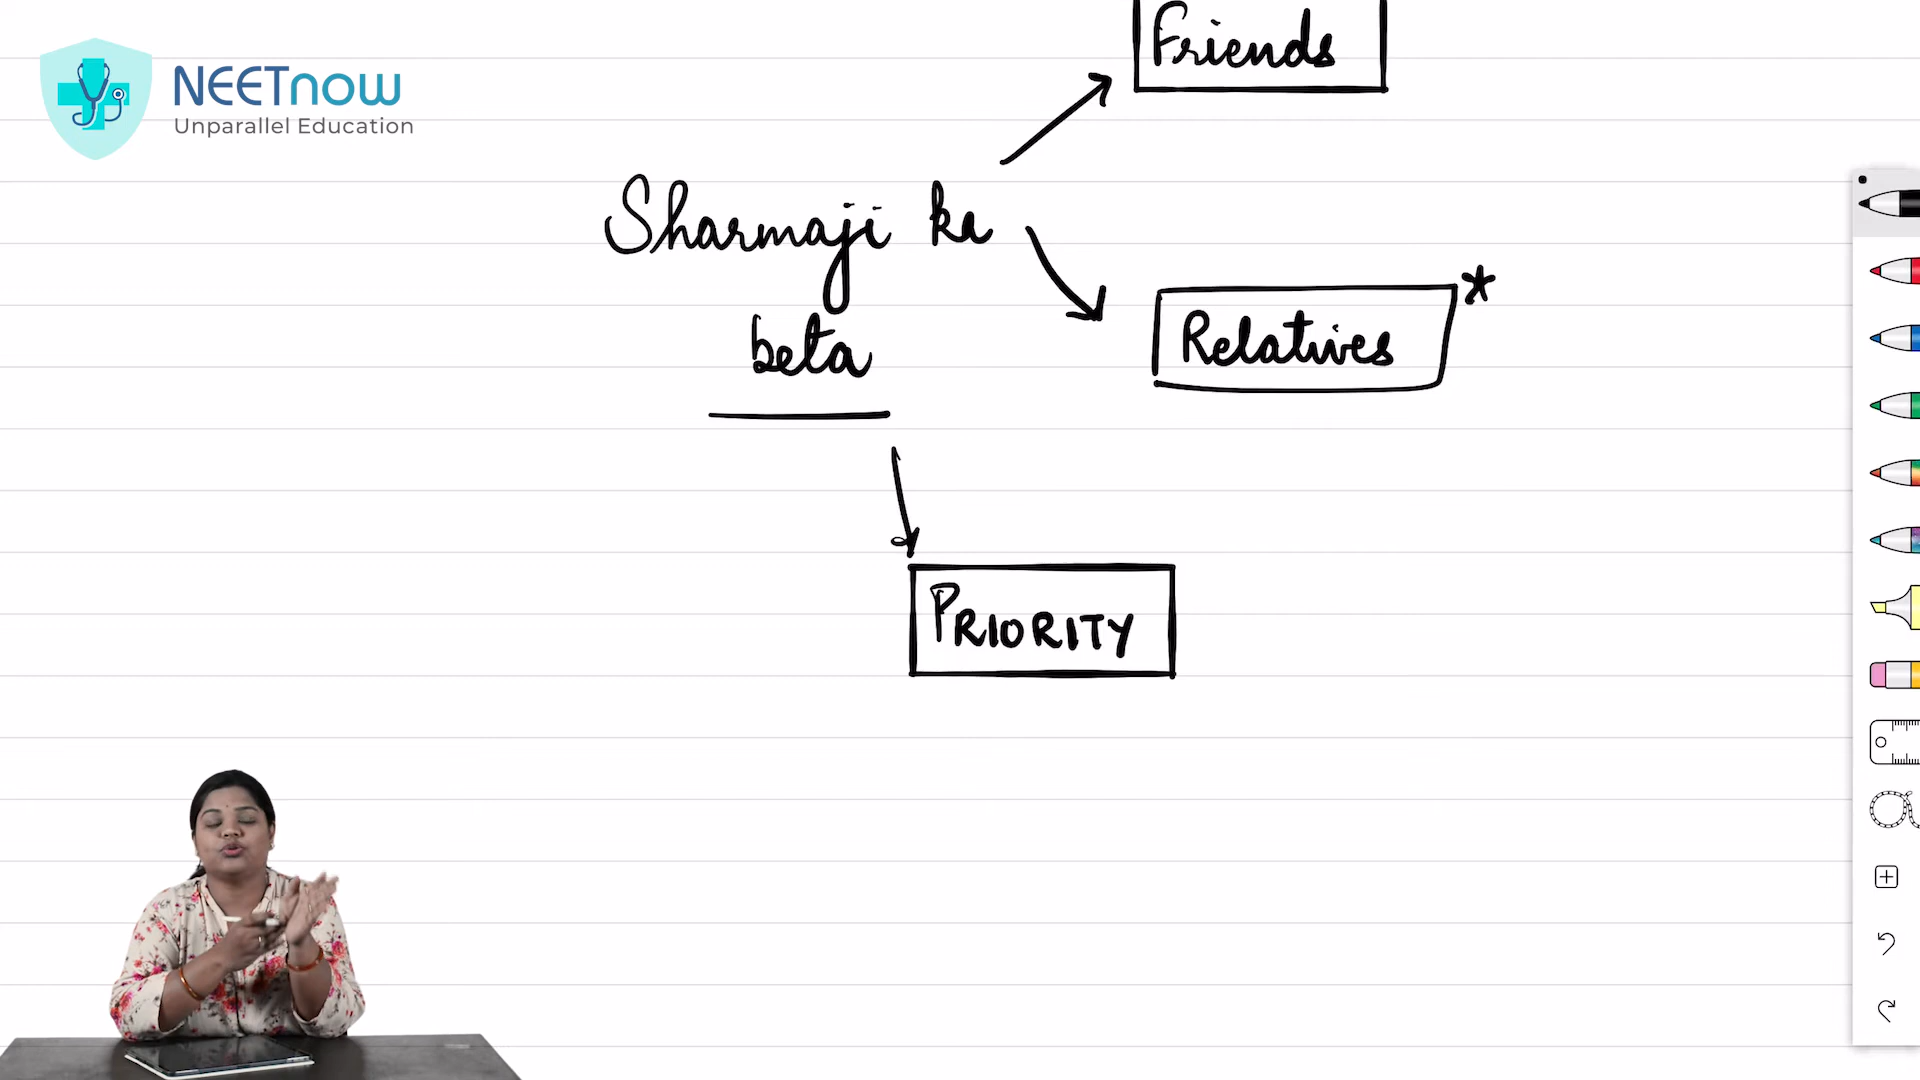 Friends
NEETnow
Unparallel Education
Sharmaji ka
beta
Relatives *
PRIORITY